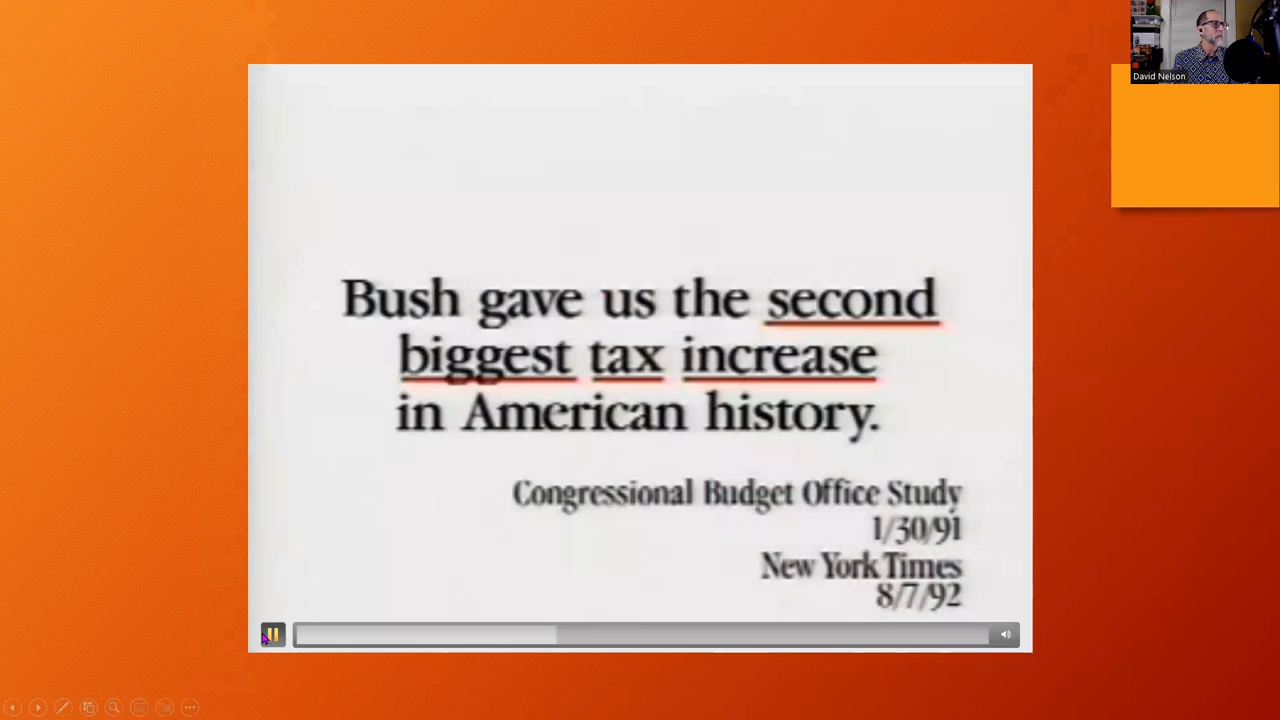 David Nelson
Bush gave us the second
biggest tax increase
in American history.
Congressional Budget Office Study
1/30/91
New York Times
8/7/92